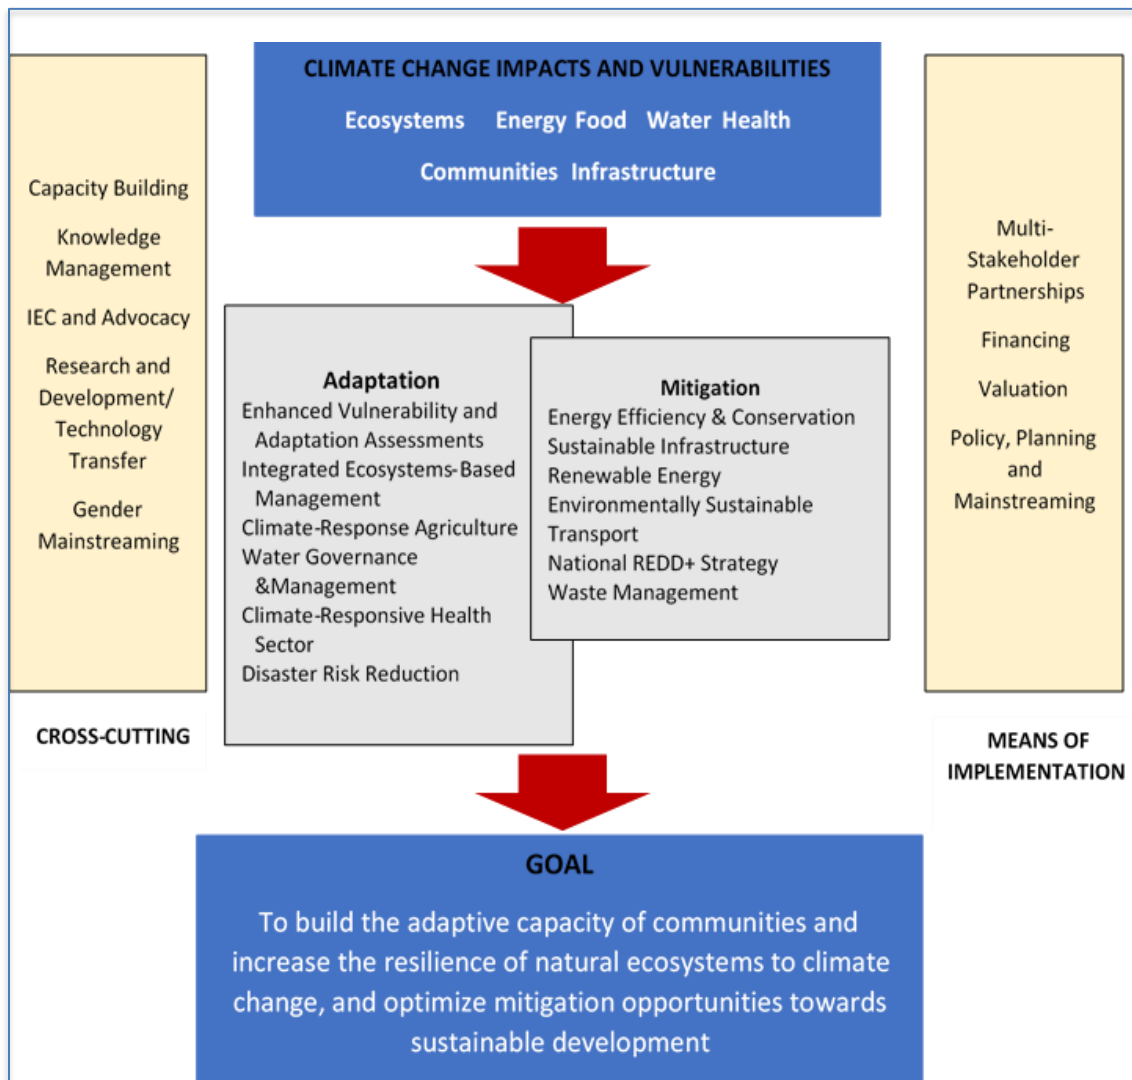 CLIMATE CHANGE IMPACTS AND VULNERABILITIES
Ecosystems Energy Food Water Health
Communities Infrastructure
Capacity Building
Knowledge
Management
IEC and Advocacy
Research and
Development/
Technology
Transfer
Gender
Mainstreaming
CROSS-CUTTING
Adaptation
Enhanced Vulnerability and
Adaptation Assessments
Integrated Ecosystems-Based
Management
Climate-Response Agriculture
Water Governance
&Management
Climate-Responsive Health
Sector
Disaster Risk Reduction
Mitigation
Energy Efficiency & Conservation
Sustainable Infrastructure
Renewable Energy
Environmentally Sustainable
Transport
National REDD+ Strategy
Waste Management
Multi-
Stakeholder
Partnerships
Financing
Valuation
Policy, Planning
and
Mainstreaming
MEANS OF
IMPLEMENTATION
GOAL
To build the adaptive capacity of communities and
increase the resilience of natural ecosystems to climate
change, and optimize mitigation opportunities towards
sustainable development